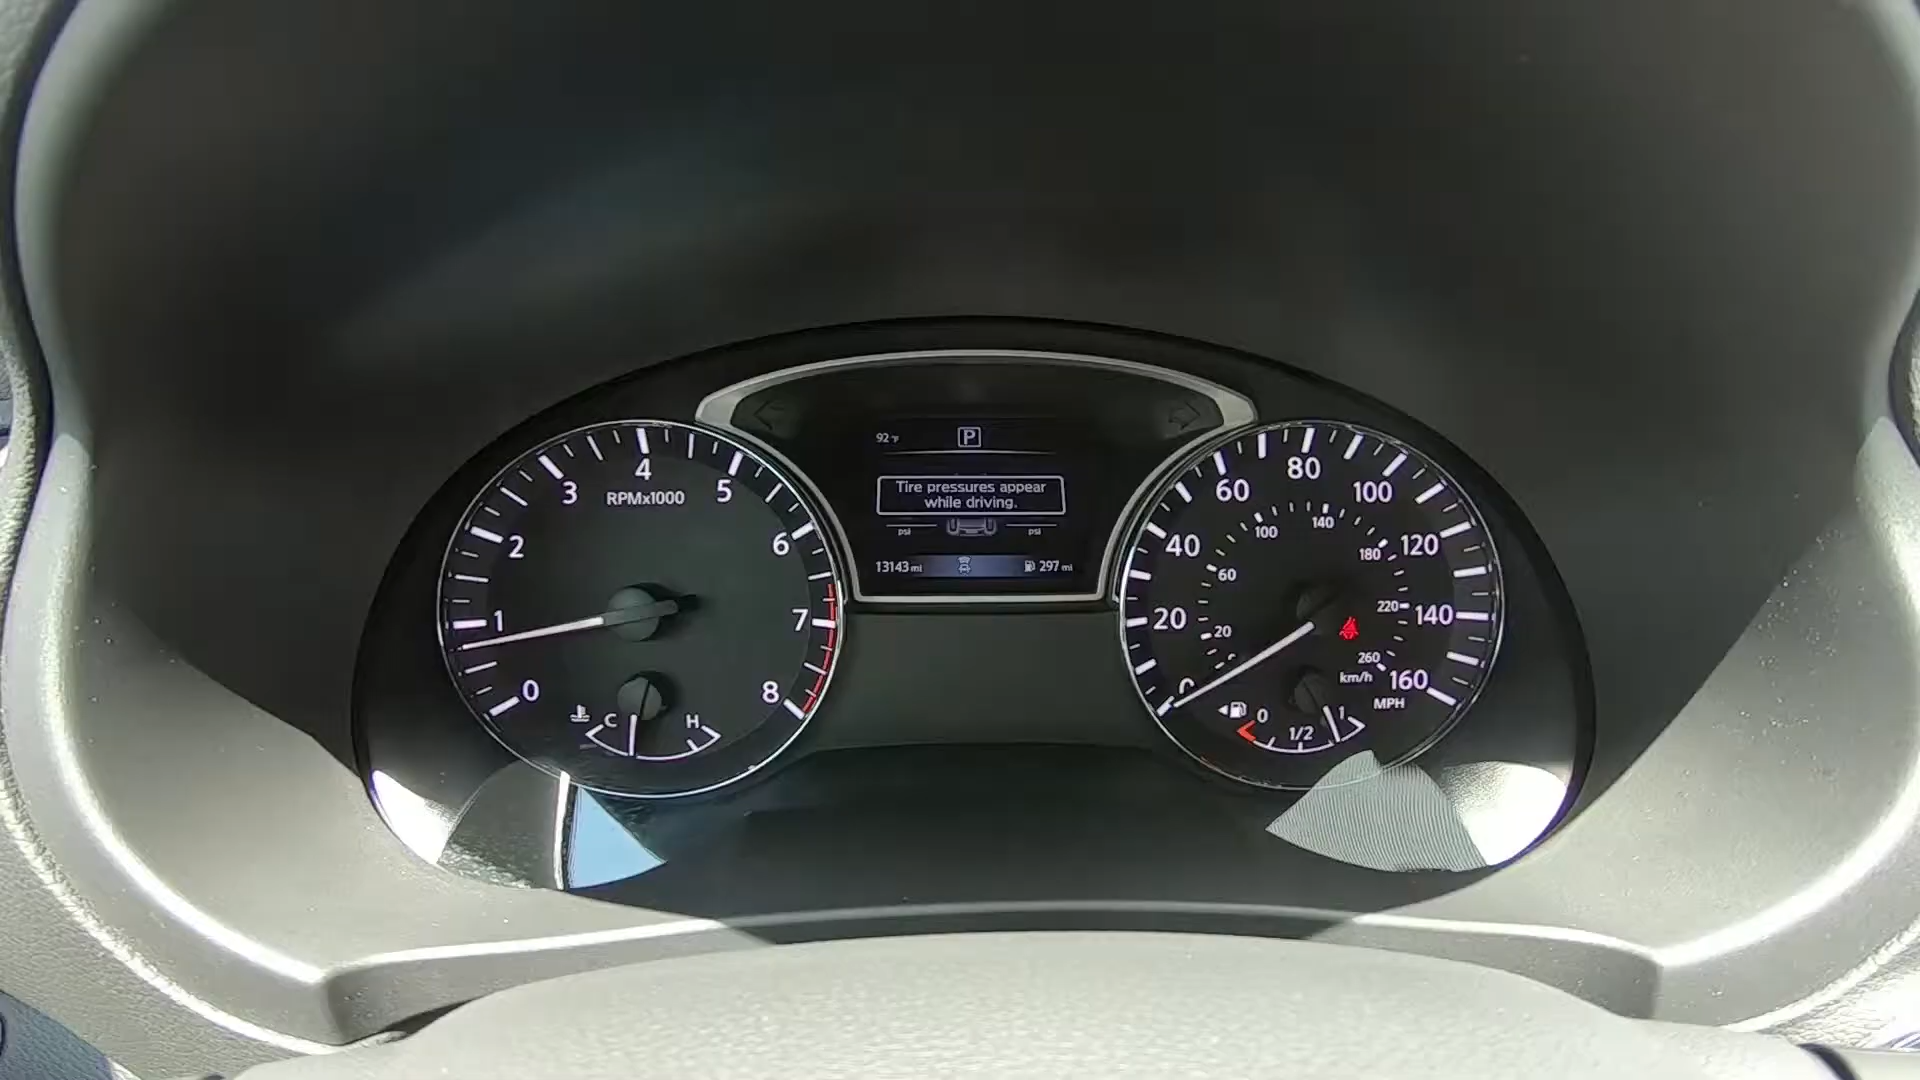 92°F P
Tire pressures appear
while driving.
psi psi
13143 mi 297 mi
0 1 2 3 4 5 6 7 8
RPMx1000
C H
0 20 40 60 80 100 120 140 160
MPH
20 60 100 140 180 220 260
km/h
0 1/2 1